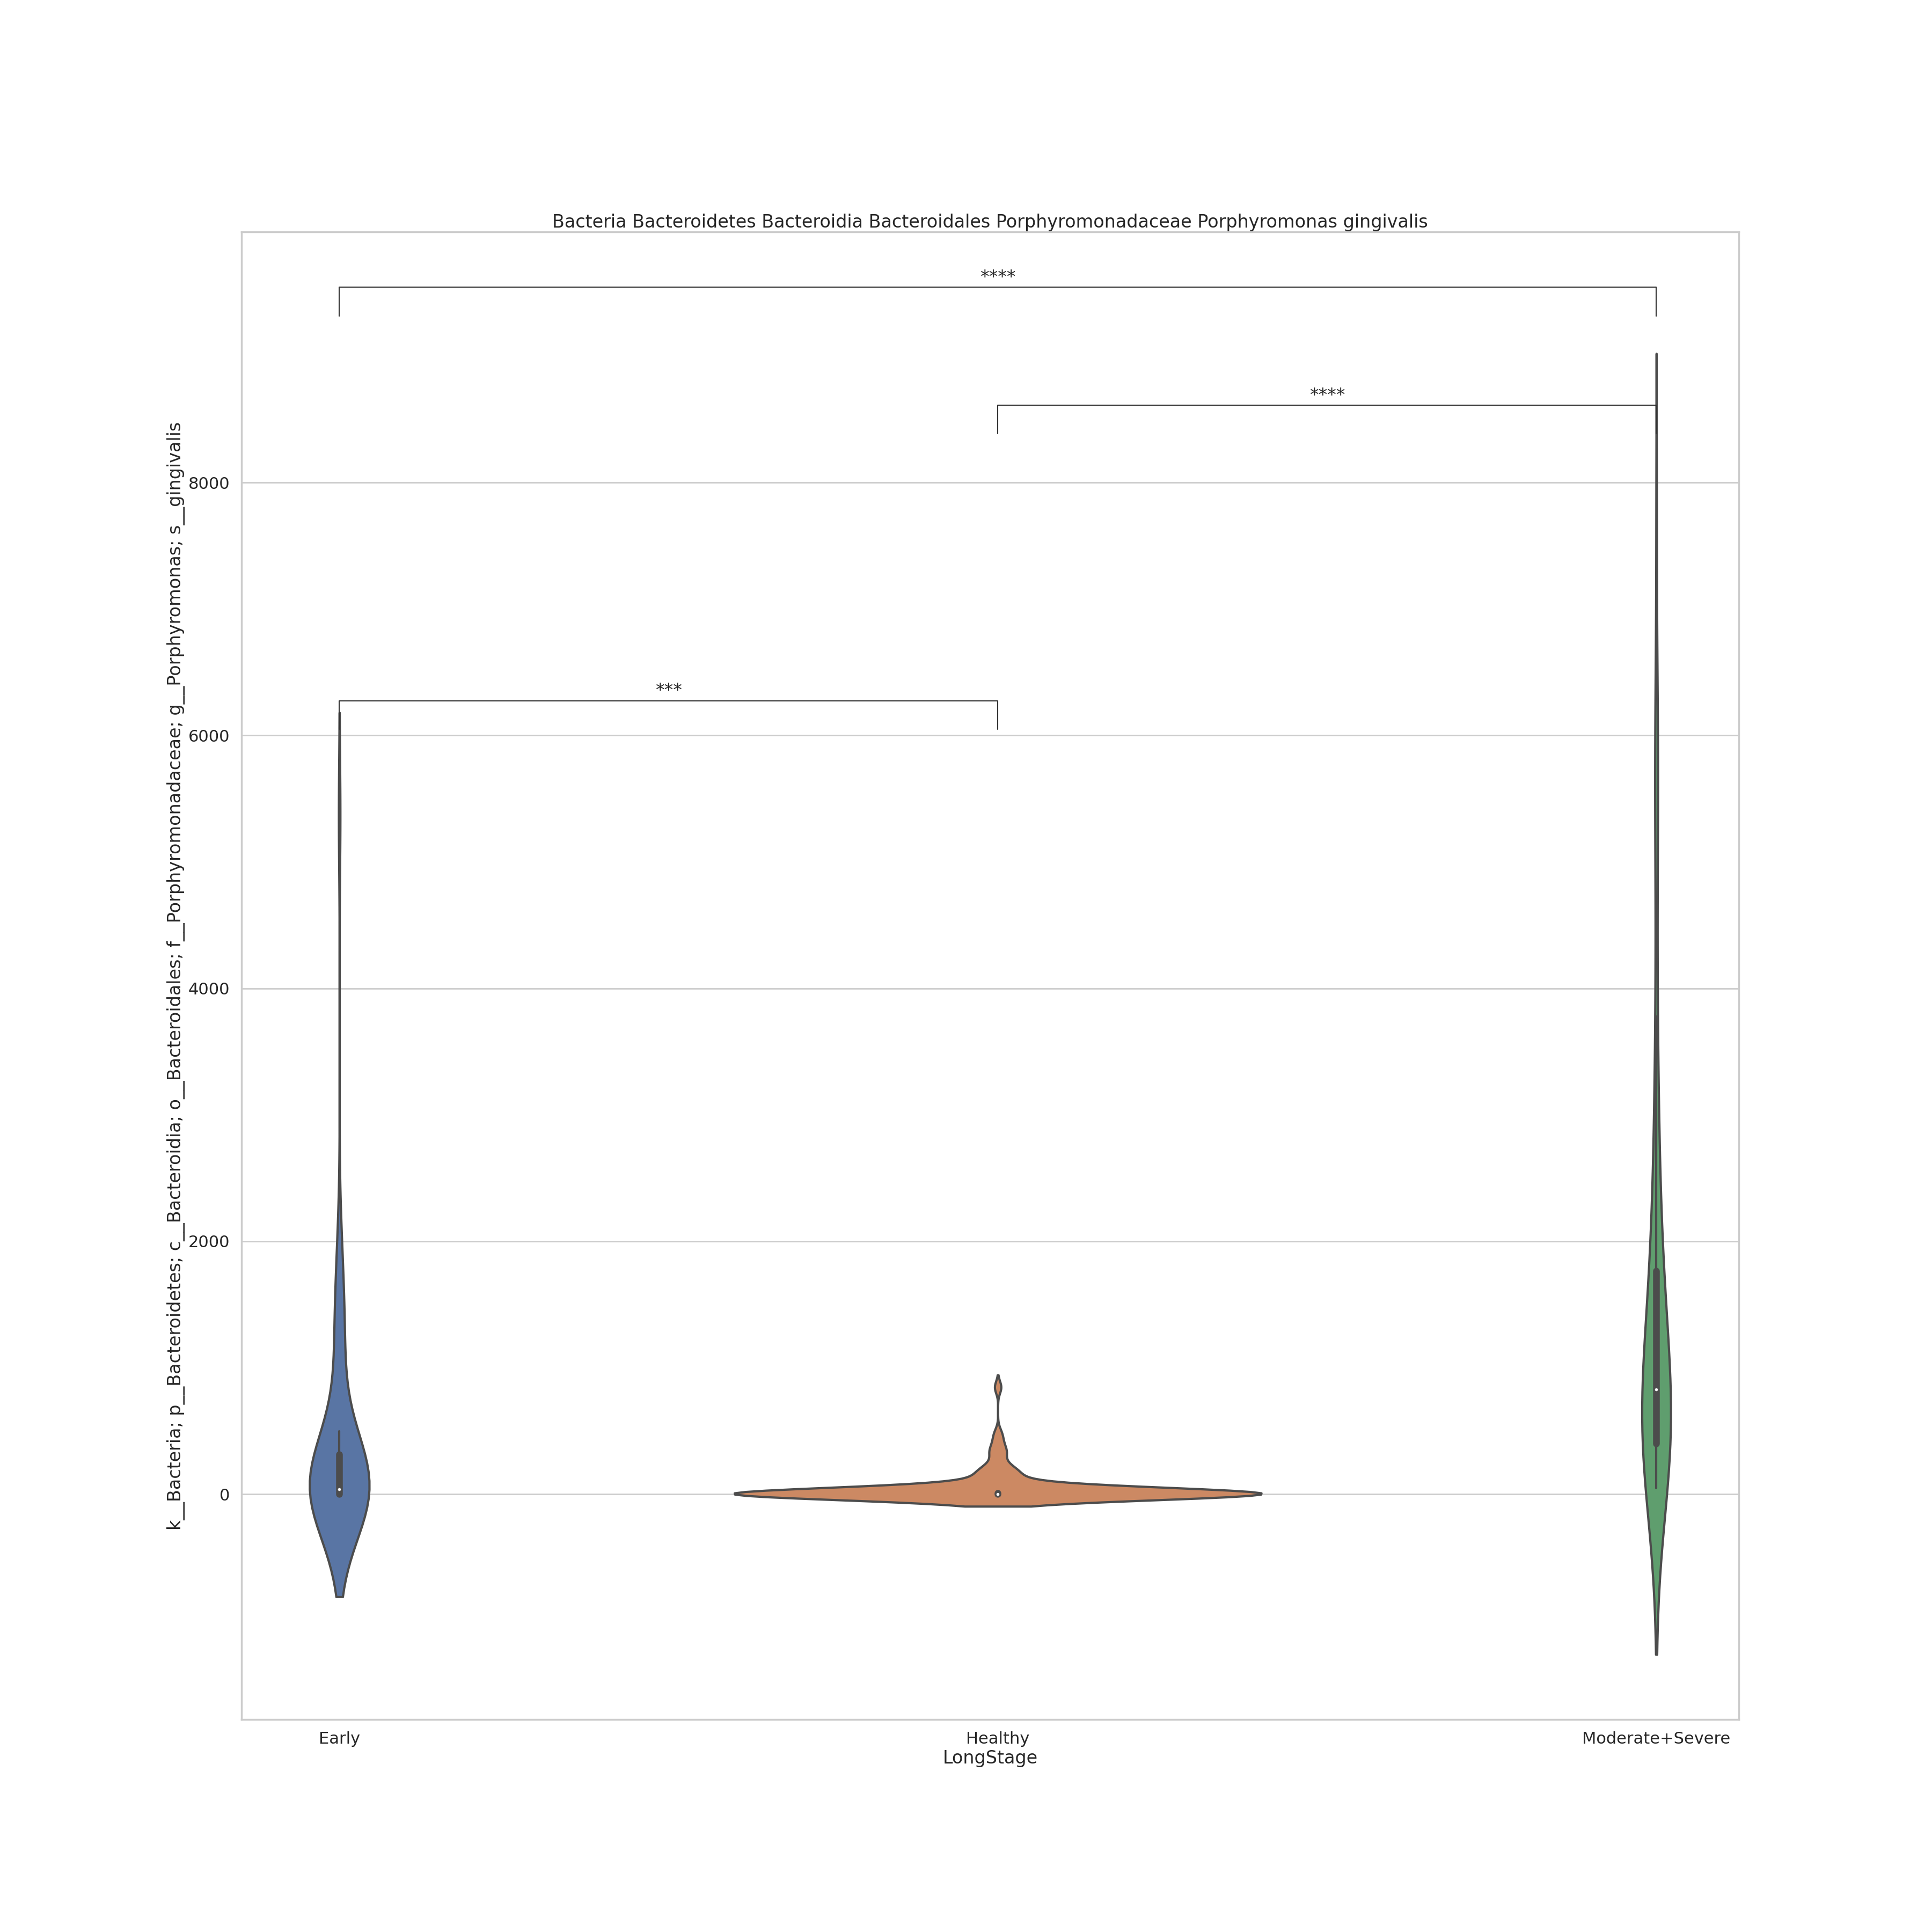 Bacteria Bacteroidetes Bacteroidia Bacteroidales Porphyromonadaceae Porphyromonas gingivalis
****
****
***
k__Bacteria; p__Bacteroidetes; c__Bacteroidia; o__Bacteroidales; f__Porphyromonadaceae; g__Porphyromonas; s__gingivalis
8000
6000
4000
2000
0
Early Healthy Moderate+Severe
LongStage